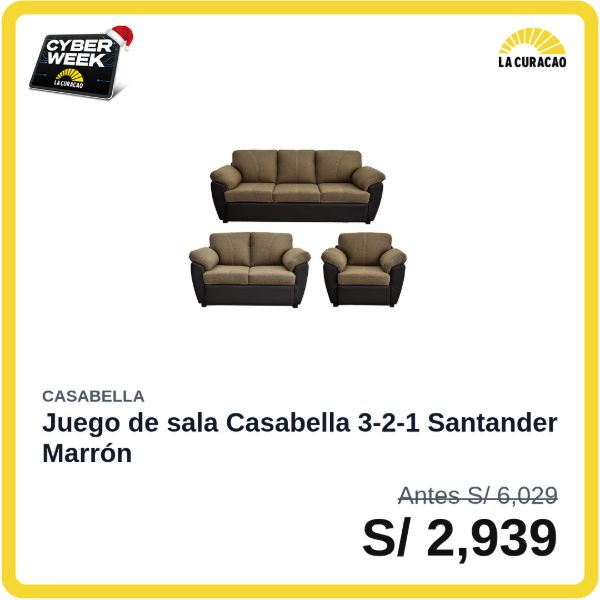 CYBER
WEEK
LA CURACAO
LA CURACAO
CASABELLA
Juego de sala Casabella 3-2-1 Santander
Marrón
Antes S/ 6,029
S/ 2,939